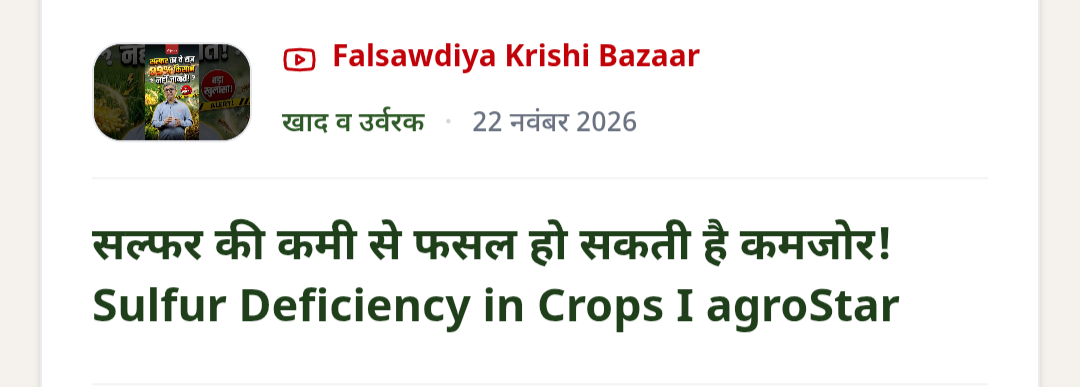 Falsawdiya Krishi Bazaar
खाद व उर्वरक · 22 नवंबर 2026
सल्फर की कमी से फसल हो सकती है कमजोर!
Sulfur Deficiency in Crops I agroStar